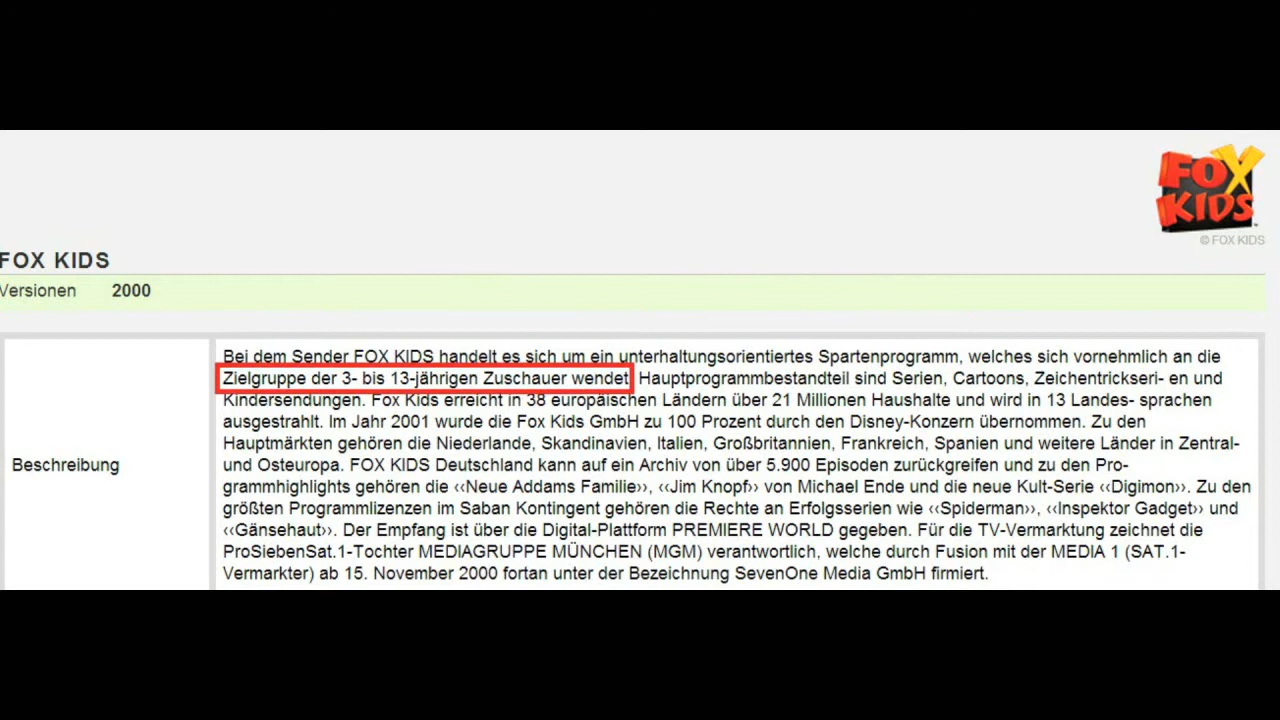 FOX
KIDS
© FOX KIDS
FOX KIDS
Versionen 2000
Beschreibung
Bei dem Sender FOX KIDS handelt es sich um ein unterhaltungsorientiertes Spartenprogramm, welches sich vornehmlich an die
Zielgruppe der 3- bis 13-jährigen Zuschauer wendet. Hauptprogrammbestandteil sind Serien, Cartoons, Zeichentrickseri- en und
Kindersendungen. Fox Kids erreicht in 38 europäischen Ländern über 21 Millionen Haushalte und wird in 13 Landes- sprachen
ausgestrahlt. Im Jahr 2001 wurde die Fox Kids GmbH zu 100 Prozent durch den Disney-Konzern übernommen. Zu den
Hauptmärkten gehören die Niederlande, Skandinavien, Italien, Großbritannien, Frankreich, Spanien und weitere Länder in Zentral-
und Osteuropa. FOX KIDS Deutschland kann auf ein Archiv von über 5.900 Episoden zurückgreifen und zu den Pro-
grammhighlights gehören die ‹‹Neue Addams Familie››, ‹‹Jim Knopf›› von Michael Ende und die neue Kult-Serie ‹‹Digimon››. Zu den
größten Programmlizenzen im Saban Kontingent gehören die Rechte an Erfolgsserien wie ‹‹Spiderman››, ‹‹Inspektor Gadget›› und
‹‹Gänsehaut››. Der Empfang ist über die Digital-Plattform PREMIERE WORLD gegeben. Für die TV-Vermarktung zeichnet die
ProSiebenSat.1-Tochter MEDIAGRUPPE MÜNCHEN (MGM) verantwortlich, welche durch Fusion mit der MEDIA 1 (SAT.1-
Vermarkter) ab 15. November 2000 fortan unter der Bezeichnung SevenOne Media GmbH firmiert.